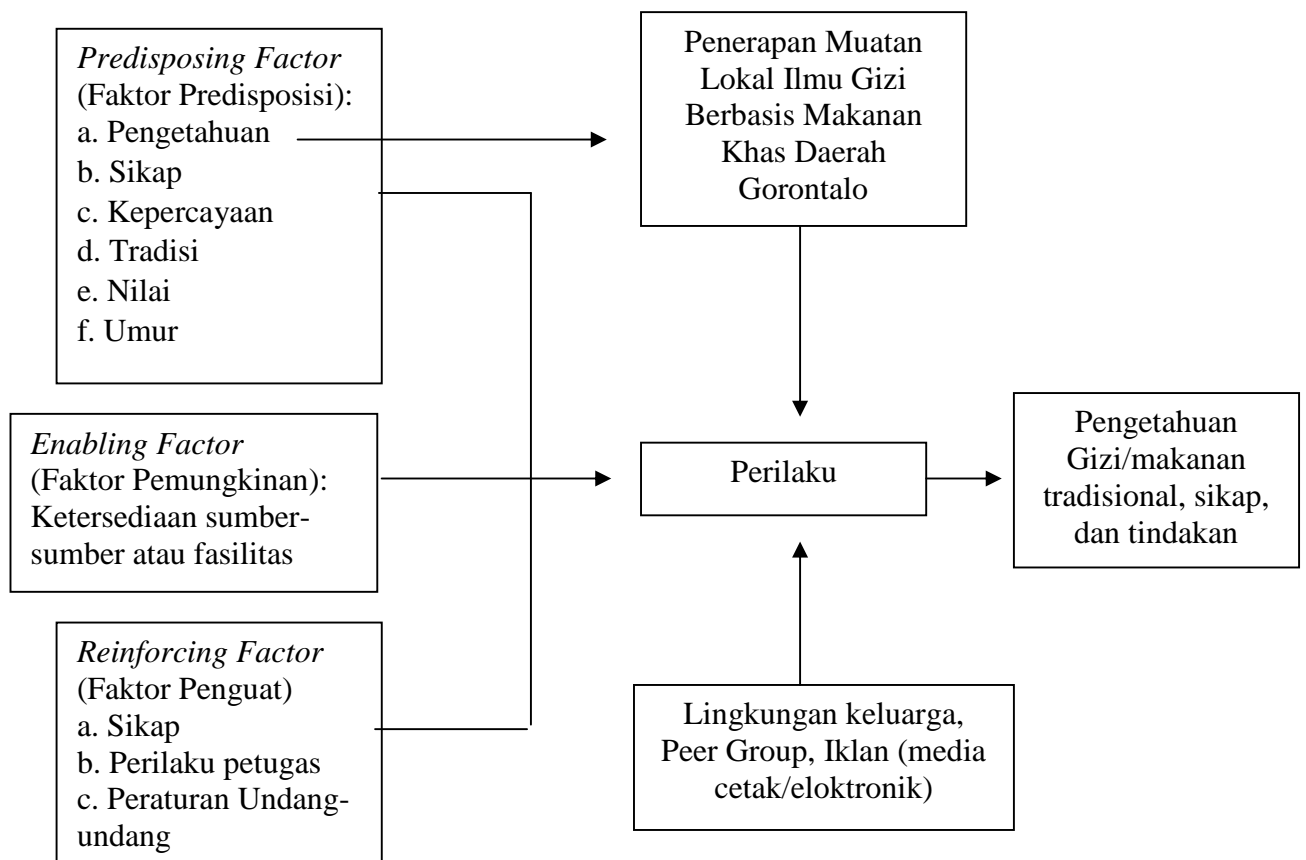 Predisposing Factor
(Faktor Predisposisi):
a. Pengetahuan
b. Sikap
c. Kepercayaan
d. Tradisi
e. Nilai
f. Umur
Penerapan Muatan
Lokal Ilmu Gizi
Berbasis Makanan
Khas Daerah
Gorontalo
Enabling Factor
(Faktor Pemungkinan):
Ketersediaan sumber-
sumber atau fasilitas
Perilaku
Pengetahuan
Gizi/makanan
tradisional, sikap,
dan tindakan
Reinforcing Factor
(Faktor Penguat)
a. Sikap
b. Perilaku petugas
c. Peraturan Undang-
undang
Lingkungan keluarga,
Peer Group, Iklan (media
cetak/eloktronik)